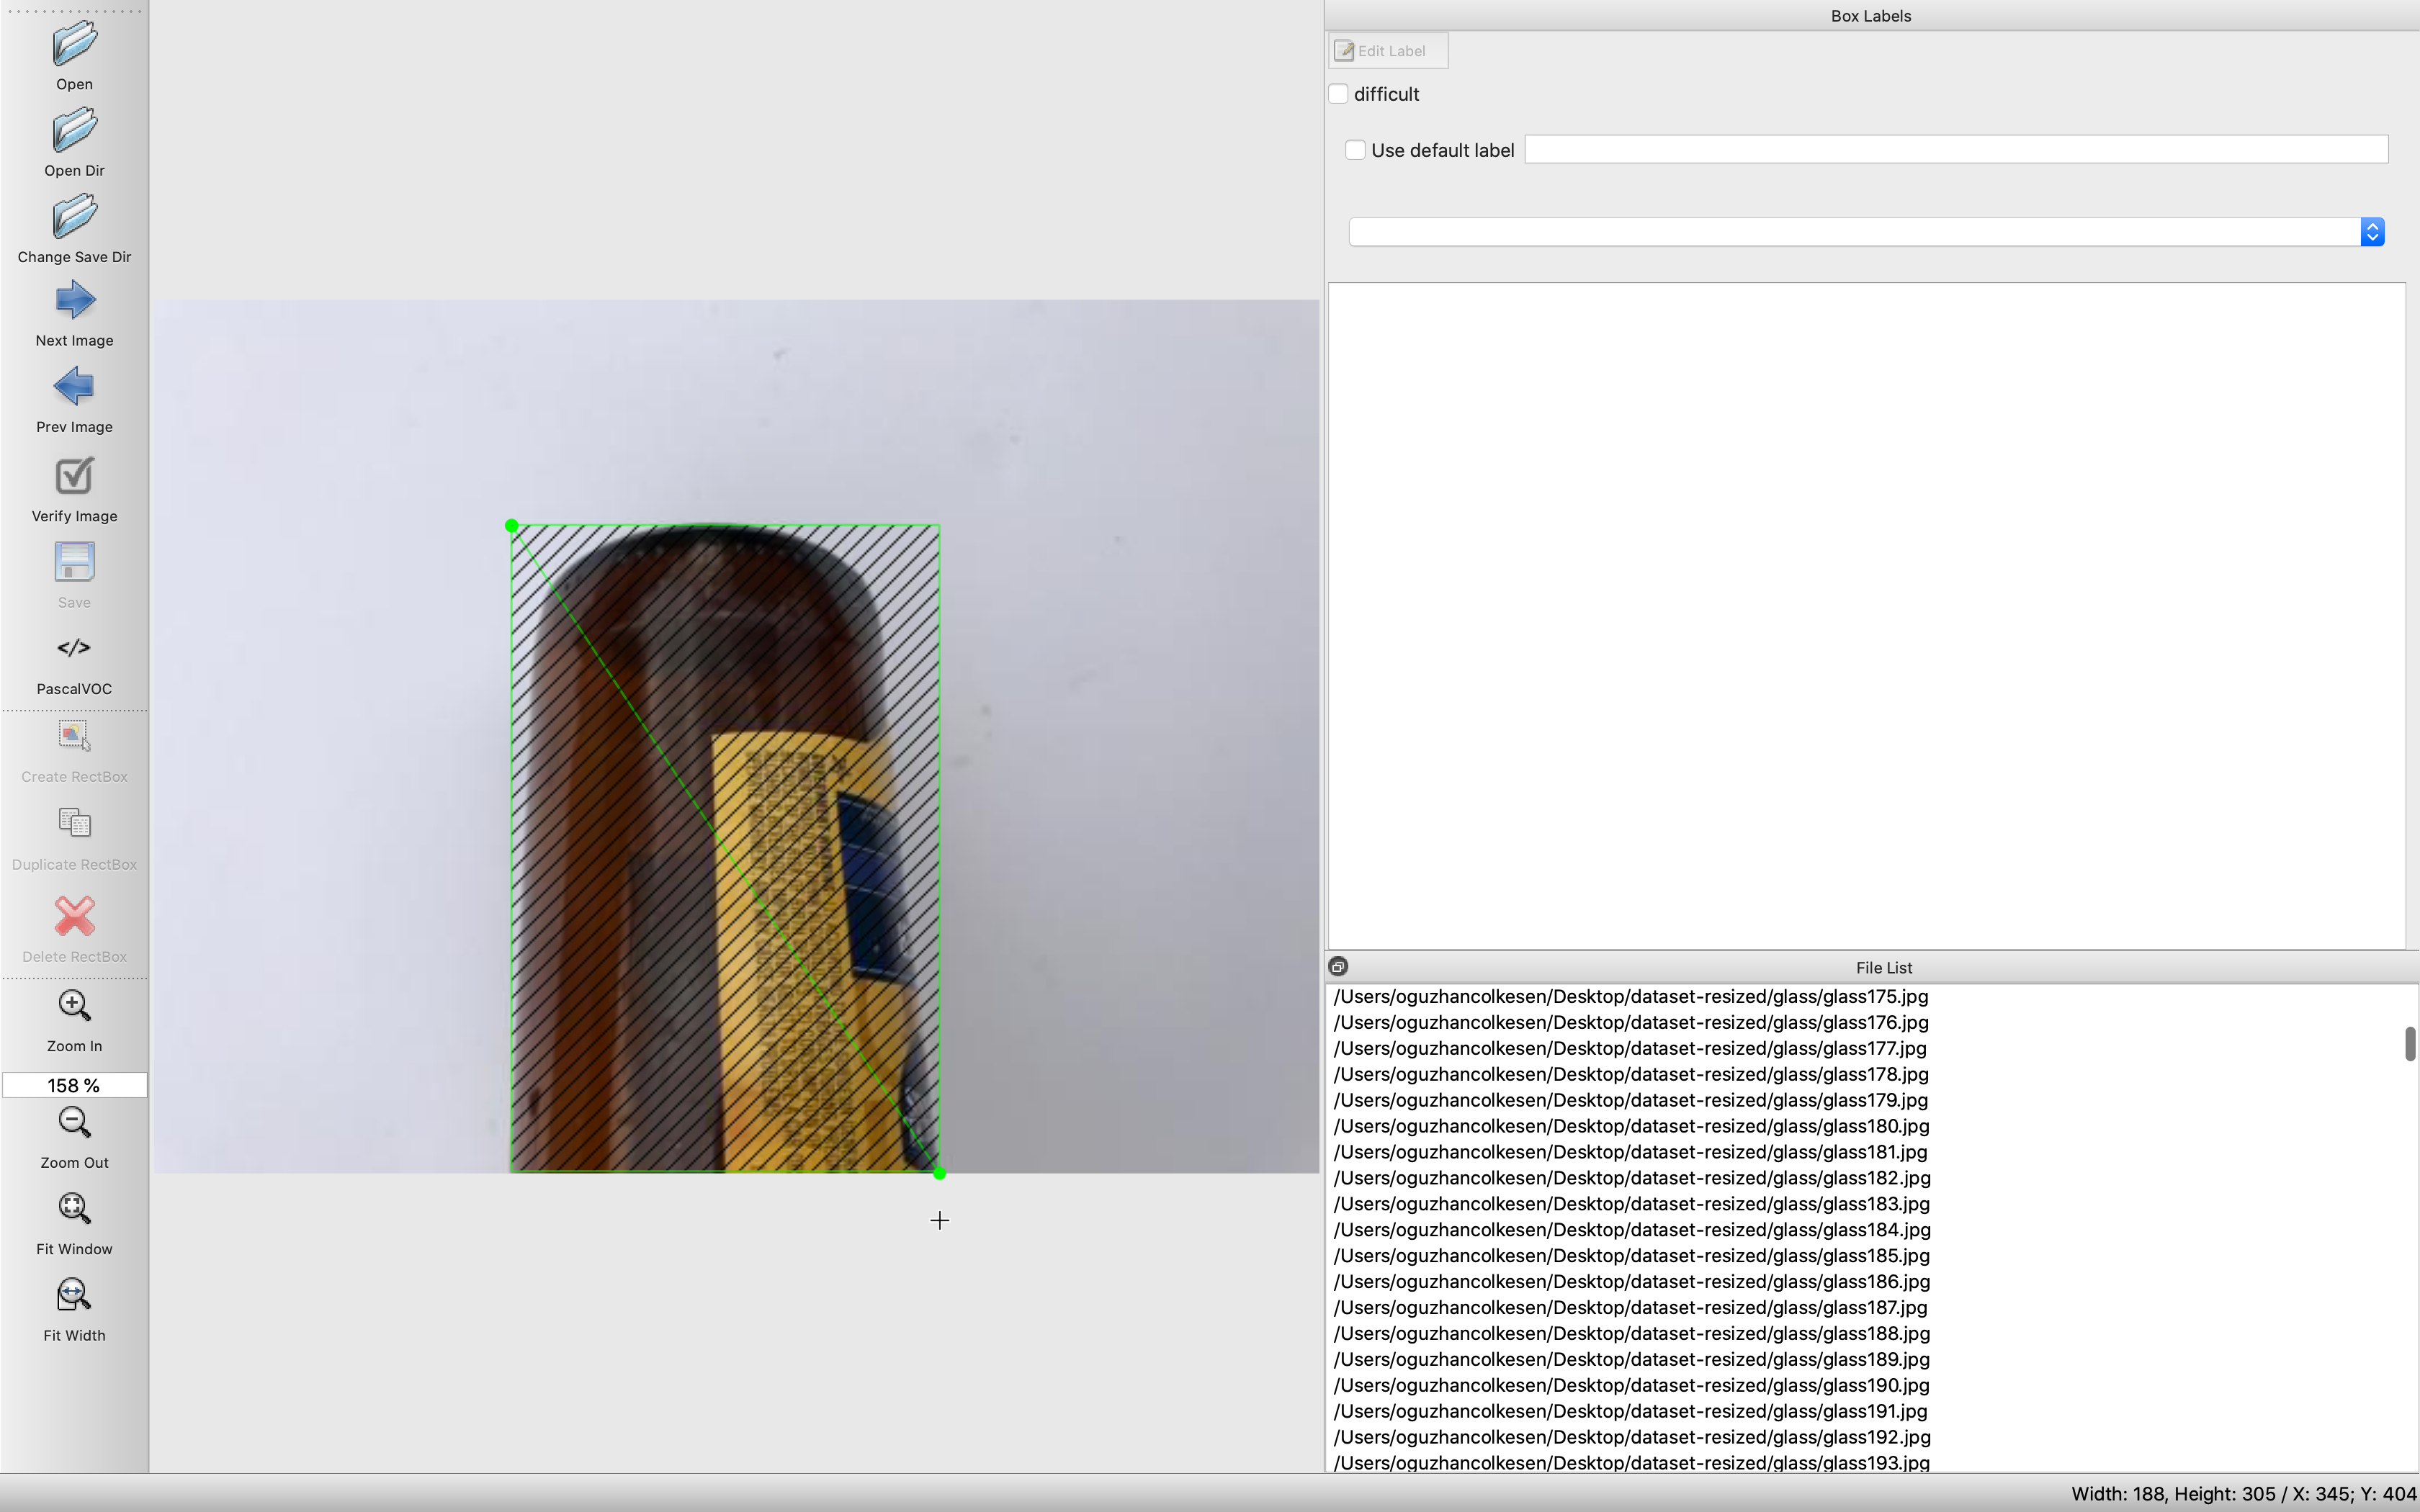 Open
Open Dir
Change Save Dir
Next Image
Prev Image
Verify Image
Save
</>
PascalVOC
Create RectBox
Duplicate RectBox
Delete RectBox
Zoom In
158 %
Zoom Out
Fit Window
Fit Width
Box Labels
Edit Label
difficult
Use default label
File List
/Users/oguzhancolkesen/Desktop/dataset-resized/glass/glass175.jpg
/Users/oguzhancolkesen/Desktop/dataset-resized/glass/glass176.jpg
/Users/oguzhancolkesen/Desktop/dataset-resized/glass/glass177.jpg
/Users/oguzhancolkesen/Desktop/dataset-resized/glass/glass178.jpg
/Users/oguzhancolkesen/Desktop/dataset-resized/glass/glass179.jpg
/Users/oguzhancolkesen/Desktop/dataset-resized/glass/glass180.jpg
/Users/oguzhancolkesen/Desktop/dataset-resized/glass/glass181.jpg
/Users/oguzhancolkesen/Desktop/dataset-resized/glass/glass182.jpg
/Users/oguzhancolkesen/Desktop/dataset-resized/glass/glass183.jpg
/Users/oguzhancolkesen/Desktop/dataset-resized/glass/glass184.jpg
/Users/oguzhancolkesen/Desktop/dataset-resized/glass/glass185.jpg
/Users/oguzhancolkesen/Desktop/dataset-resized/glass/glass186.jpg
/Users/oguzhancolkesen/Desktop/dataset-resized/glass/glass187.jpg
/Users/oguzhancolkesen/Desktop/dataset-resized/glass/glass188.jpg
/Users/oguzhancolkesen/Desktop/dataset-resized/glass/glass189.jpg
/Users/oguzhancolkesen/Desktop/dataset-resized/glass/glass190.jpg
/Users/oguzhancolkesen/Desktop/dataset-resized/glass/glass191.jpg
/Users/oguzhancolkesen/Desktop/dataset-resized/glass/glass192.jpg
/Users/oguzhancolkesen/Desktop/dataset-resized/glass/glass193.jpg
Width: 188, Height: 305 / X: 345; Y: 404